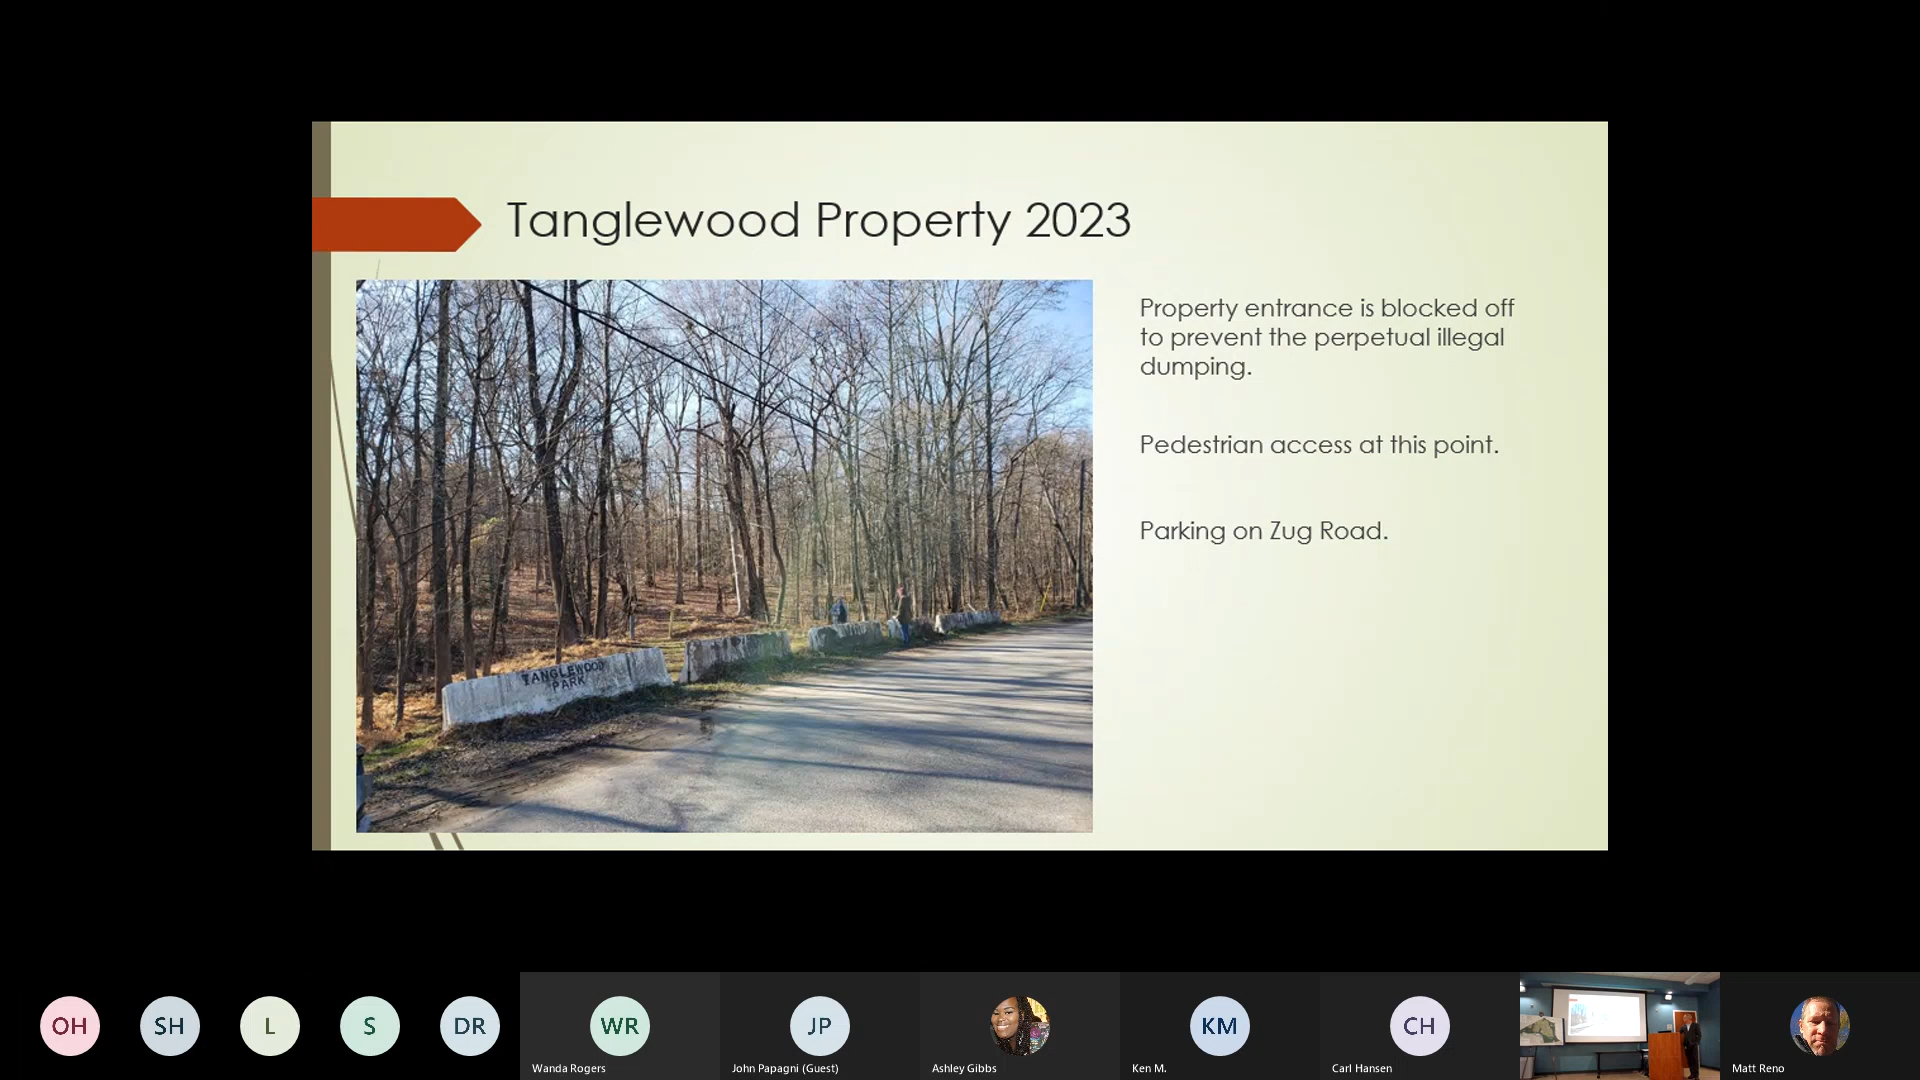 Tanglewood Property 2023
Property entrance is blocked off
to prevent the perpetual illegal
dumping.
Pedestrian access at this point.
Parking on Zug Road.
TANGLEWOOD
PARK
OH
SH
L
S
DR
WR
JP
KM
CH
Wanda Rogers
John Papagni (Guest)
Ashley Gibbs
Ken M.
Carl Hansen
Matt Reno